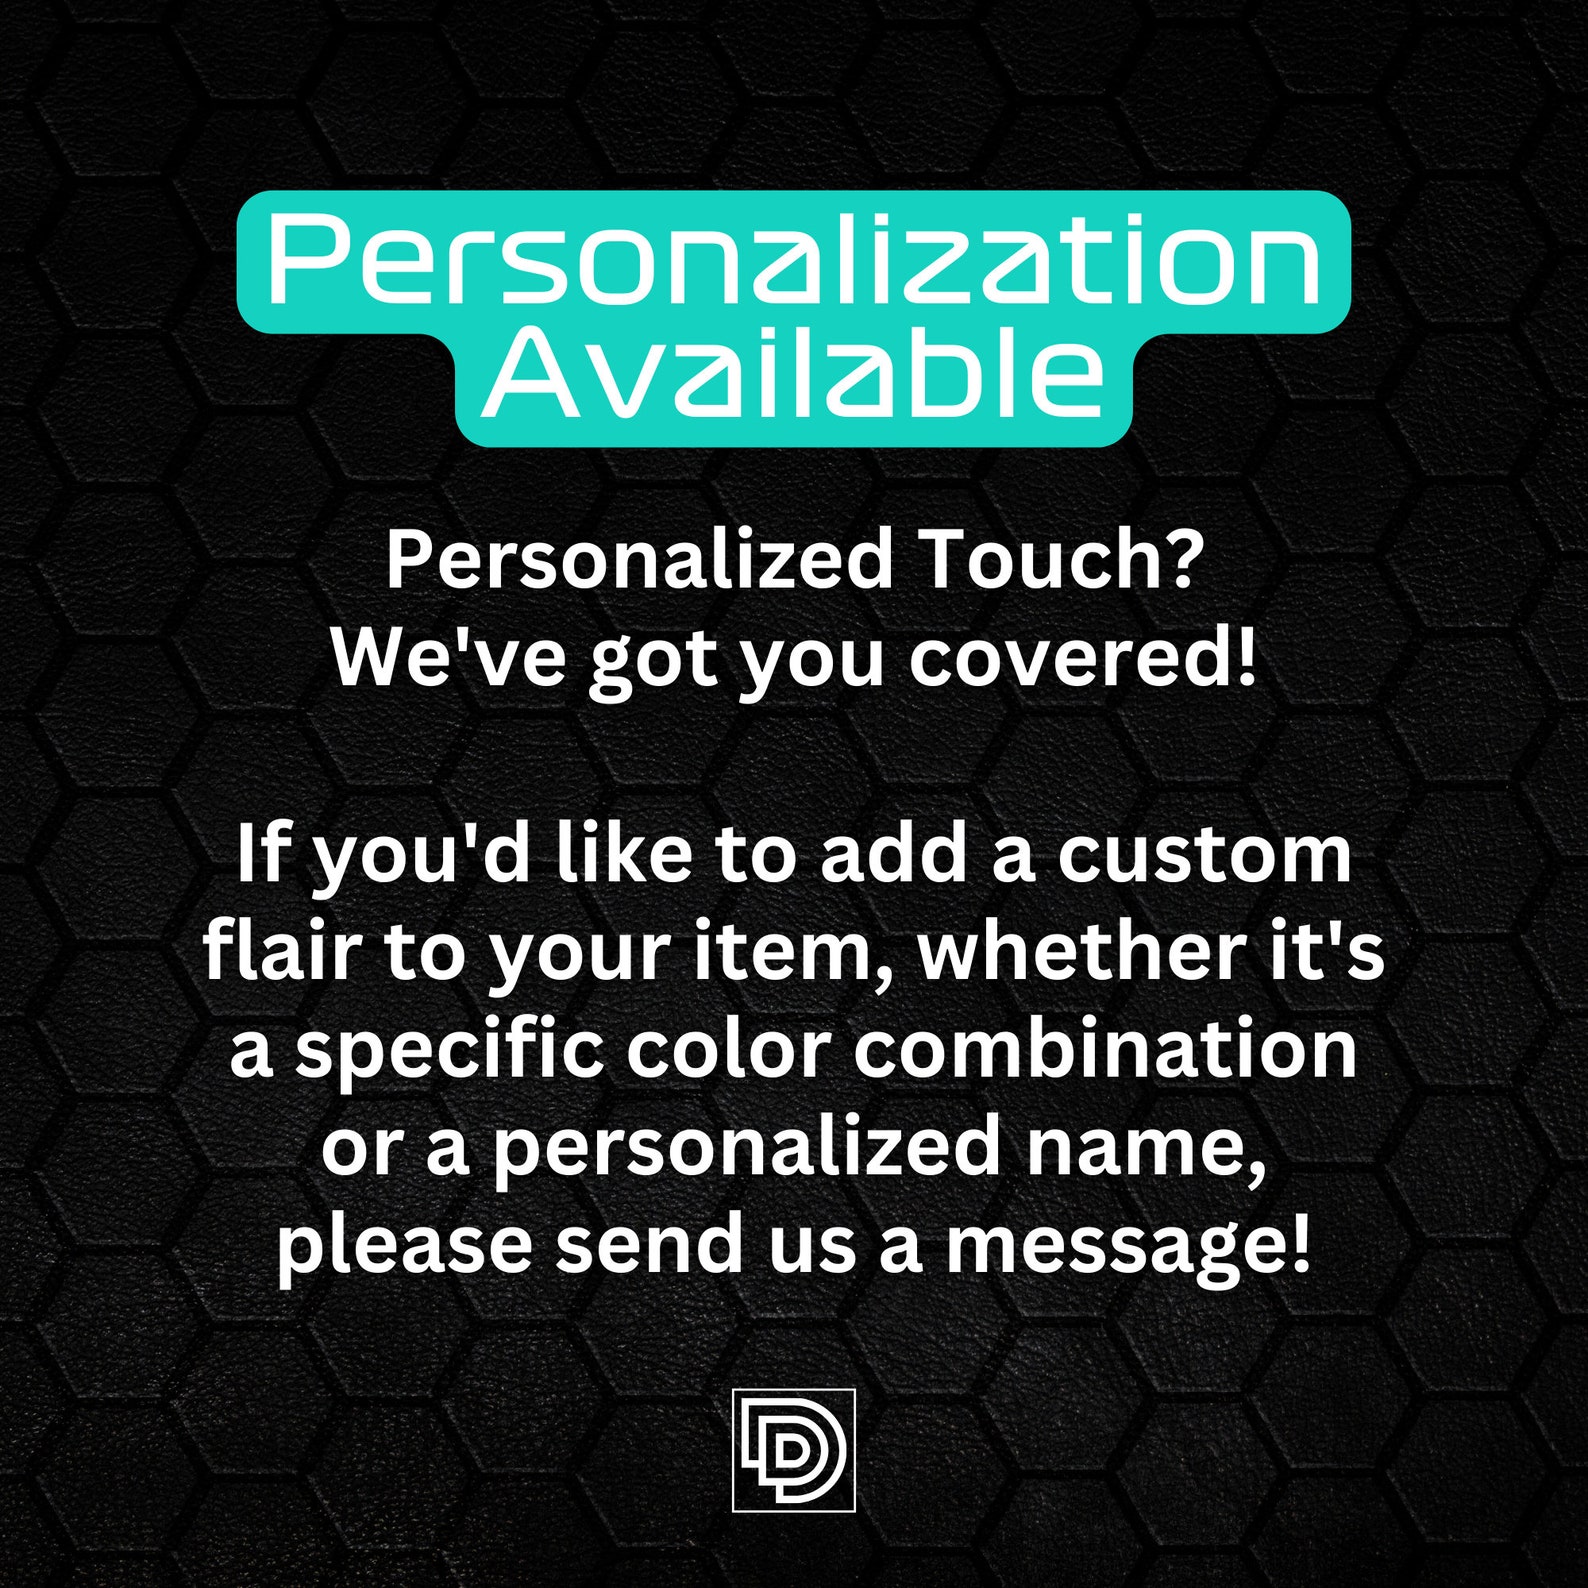 Personalization
Available
Personalized Touch?
We've got you covered!
If you'd like to add a custom
flair to your item, whether it's
a specific color combination
or a personalized name,
please send us a message!